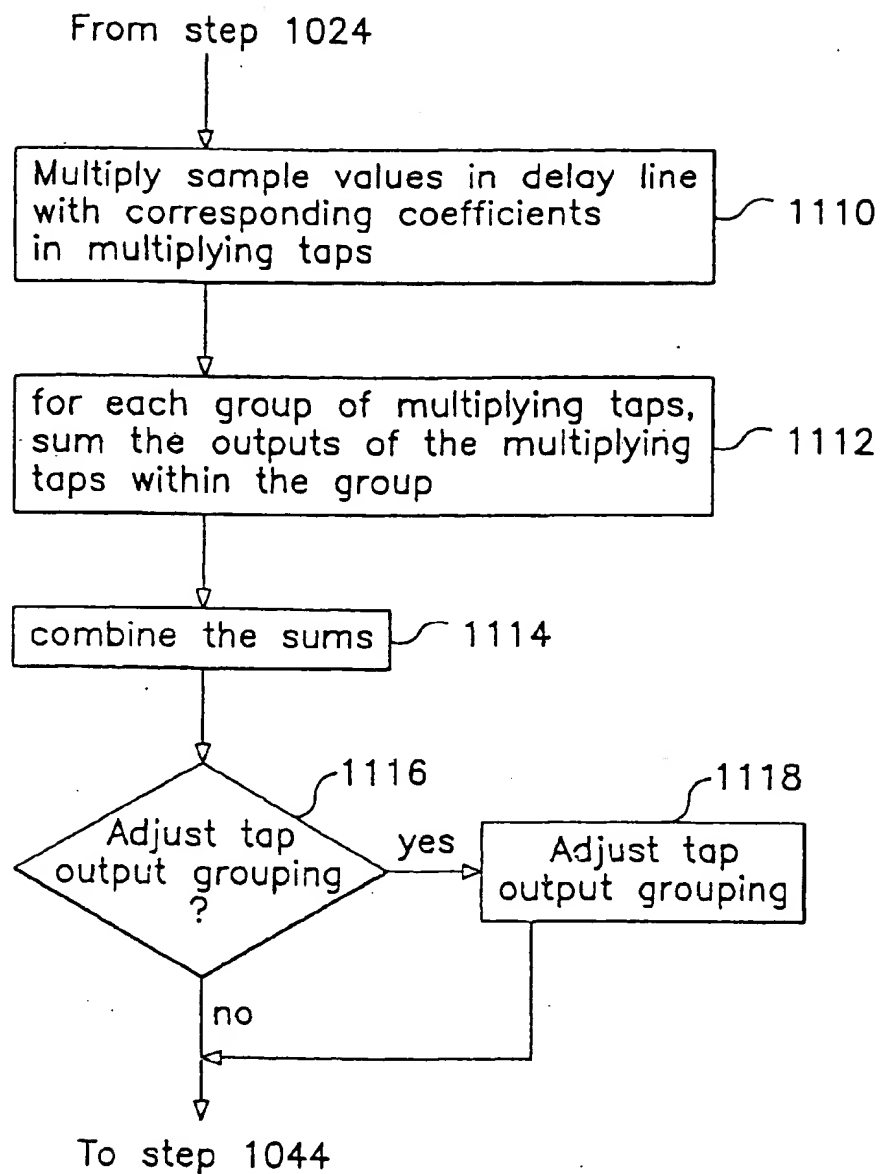 From step 1024
Multiply sample values in delay line
with corresponding coefficients
in multiplying taps
1110
for each group of multiplying taps,
sum the outputs of the multiplying
taps within the group
1112
combine the sums
1114
1116
Adjust tap
output grouping
?
yes
1118
Adjust tap
output grouping
no
To step 1044